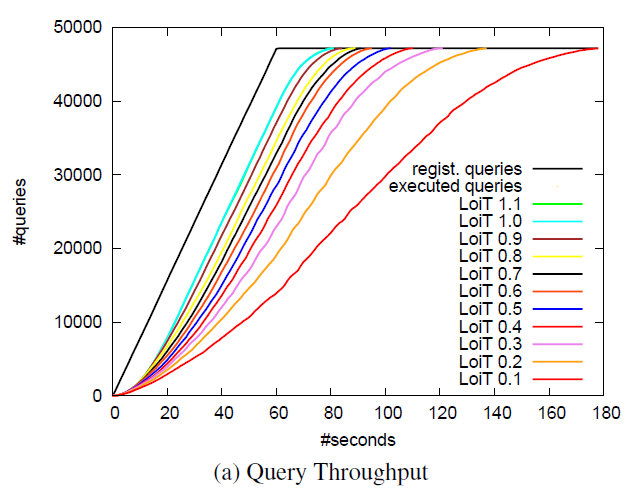 50000
40000
30000
20000
10000
0
#queries
regist. queries
executed queries
LoiT 1.1
LoiT 1.0
LoiT 0.9
LoiT 0.8
LoiT 0.7
LoiT 0.6
LoiT 0.5
LoiT 0.4
LoiT 0.3
LoiT 0.2
LoiT 0.1
0 20 40 60 80 100 120 140 160 180
#seconds
(a) Query Throughput